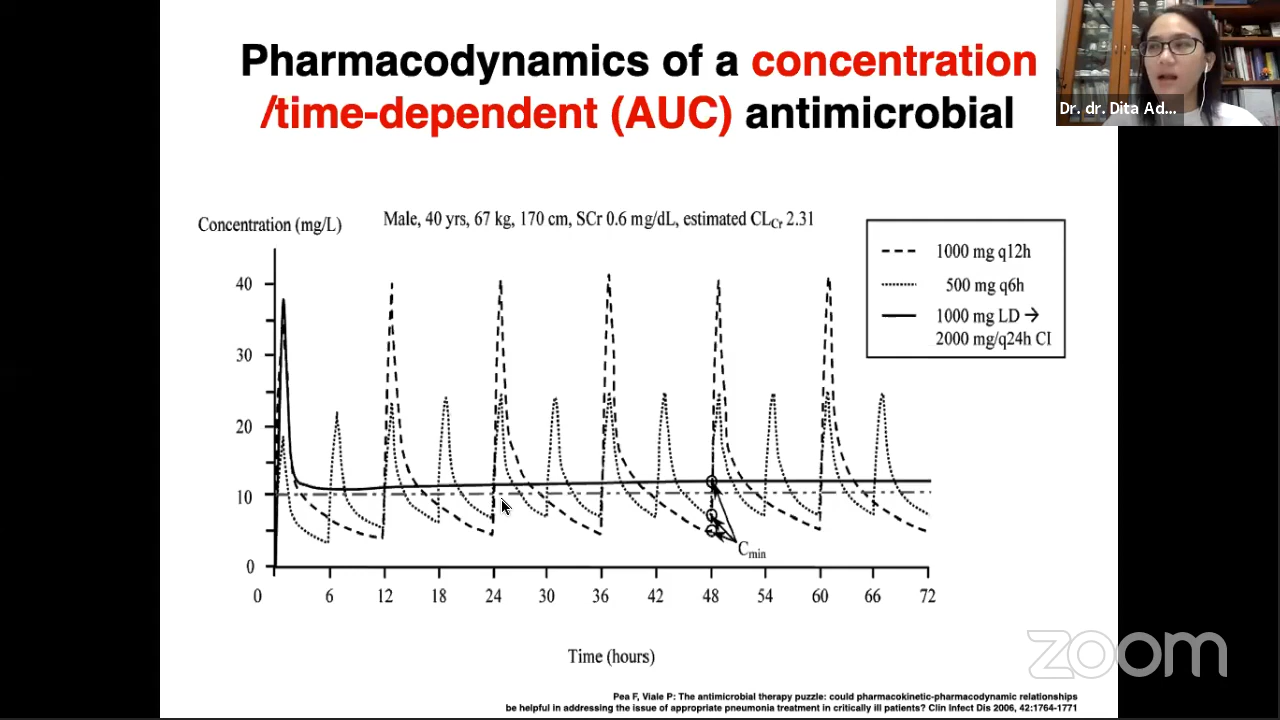 Pharmacodynamics of a concentration
/time-dependent (AUC) antimicrobial
Dr. dr. Dita Ad...
Concentration (mg/L)
Male, 40 yrs, 67 kg, 170 cm, SCr 0.6 mg/dL, estimated CLCr 2.31
1000 mg q12h
500 mg q6h
1000 mg LD →
2000 mg/q24h CI
40
30
20
10
0
Cmin
0 6 12 18 24 30 36 42 48 54 60 66 72
Time (hours)
zoom
Pea F, Viale P: The antimicrobial therapy puzzle: could pharmacokinetic-pharmacodynamic relationships
be helpful in addressing the issue of appropriate pneumonia treatment in critically ill patients? Clin Infect Dis 2006, 42:1764-1771